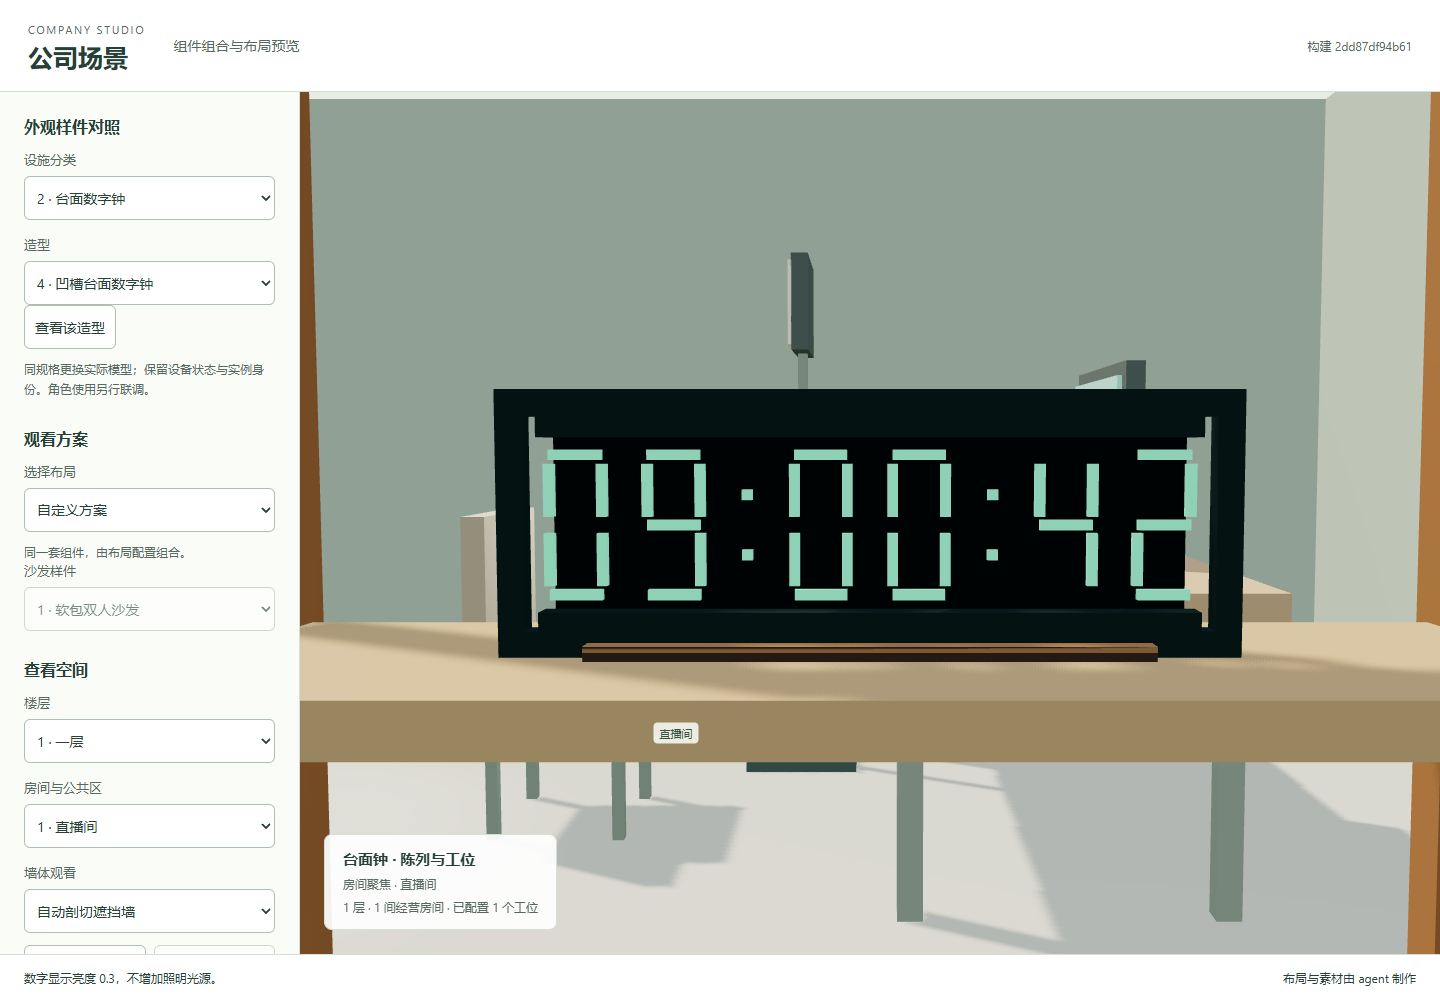 COMPANY STUDIO
公司场景
组件组合与布局预览
构建 2dd87df94b61
外观样件对照
设施分类
2 · 台面数字钟
造型
4 · 凹槽台面数字钟
查看该造型
同规格更换实际模型；保留设备状态与实例身
份。角色使用另行联调。
观看方案
选择布局
自定义方案
同一套组件，由布局配置组合。
沙发样件
1 · 软包双人沙发
查看空间
楼层
1 · 一层
房间与公共区
1 · 直播间
墙体观看
自动剖切遮挡墙
09:00:42
直播间
台面钟 · 陈列与工位
房间聚焦 · 直播间
1 层 · 1 间经营房间 · 已配置 1 个工位
数字显示亮度 0.3，不增加照明光源。
布局与素材由 agent 制作